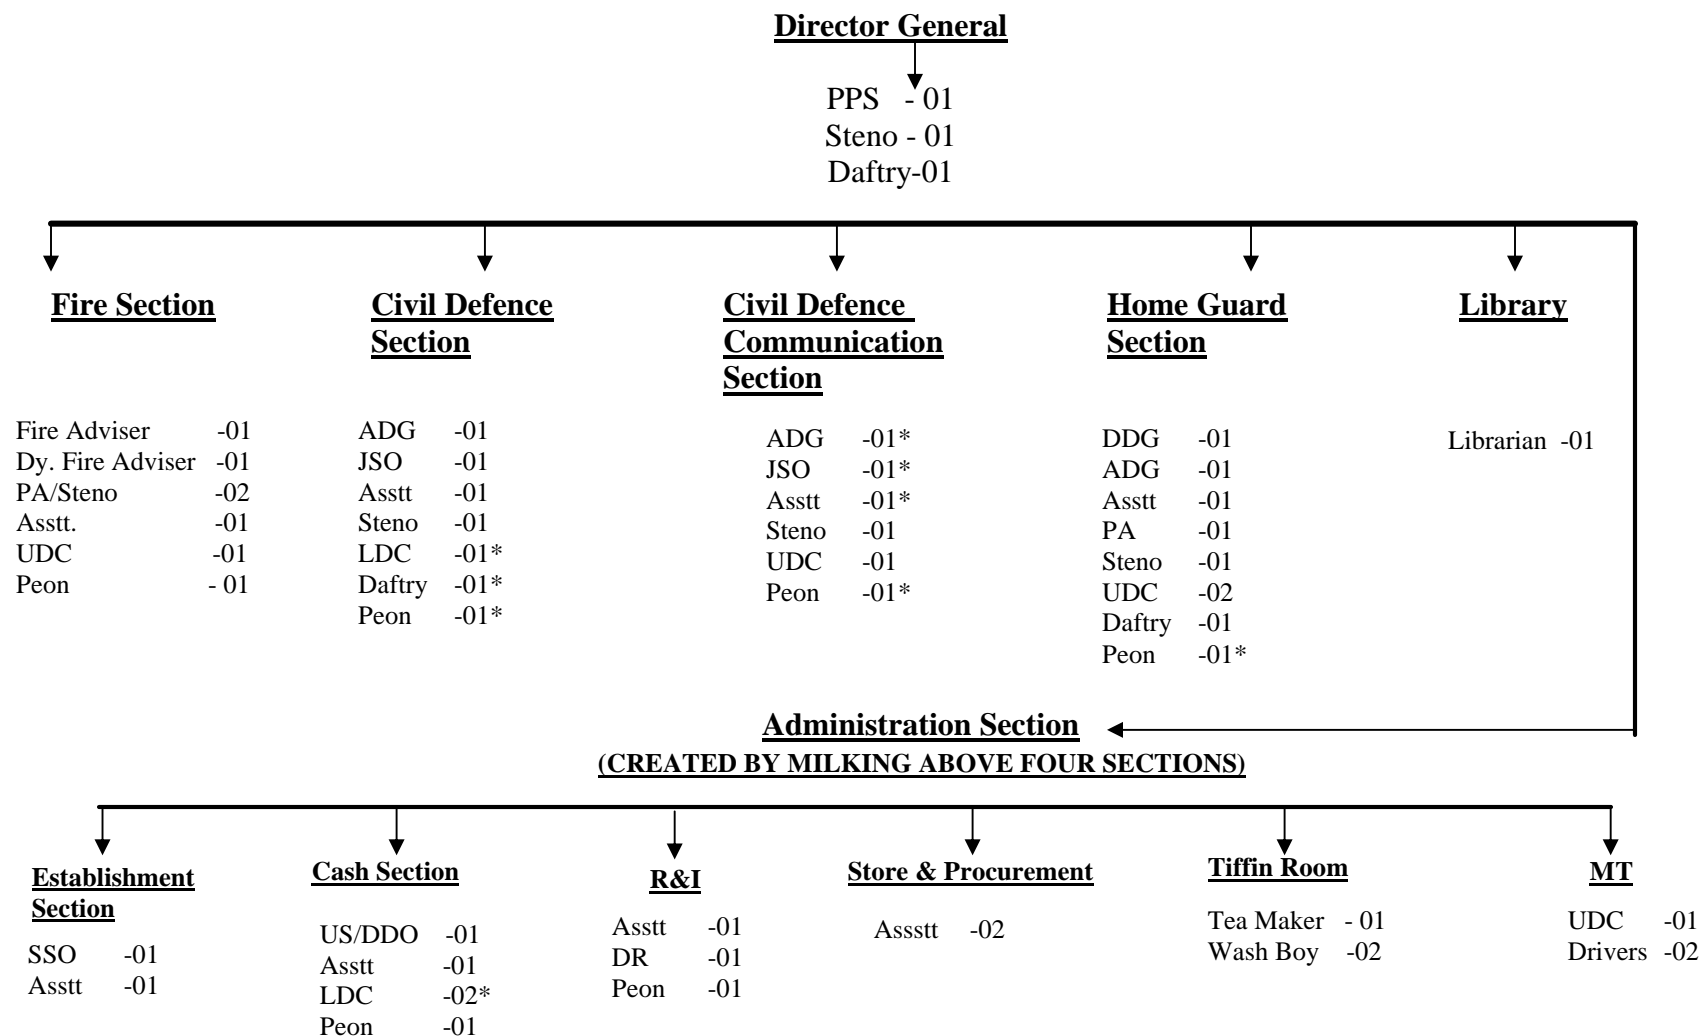 Director General
PPS - 01
Steno - 01
Daftry-01
Fire Section
Fire Adviser -01
Dy. Fire Adviser -01
PA/Steno -02
Asstt. -01
UDC -01
Peon - 01
Civil Defence
Section
ADG -01
JSO -01
Asstt -01
Steno -01
LDC -01*
Daftry -01*
Peon -01*
Civil Defence
Communication
Section
ADG -01*
JSO -01*
Asstt -01*
Steno -01
UDC -01
Peon -01*
Home Guard
Section
DDG -01
ADG -01
Asstt -01
PA -01
Steno -01
UDC -02
Daftry -01
Peon -01*
Library
Librarian -01
Administration Section
(CREATED BY MILKING ABOVE FOUR SECTIONS)
Establishment
Section
SSO -01
Asstt -01
Cash Section
US/DDO -01
Asstt -01
LDC -02*
Peon -01
R&I
Asstt -01
DR -01
Peon -01
Store & Procurement
Assstt -02
Tiffin Room
Tea Maker - 01
Wash Boy -02
MT
UDC -01
Drivers -02